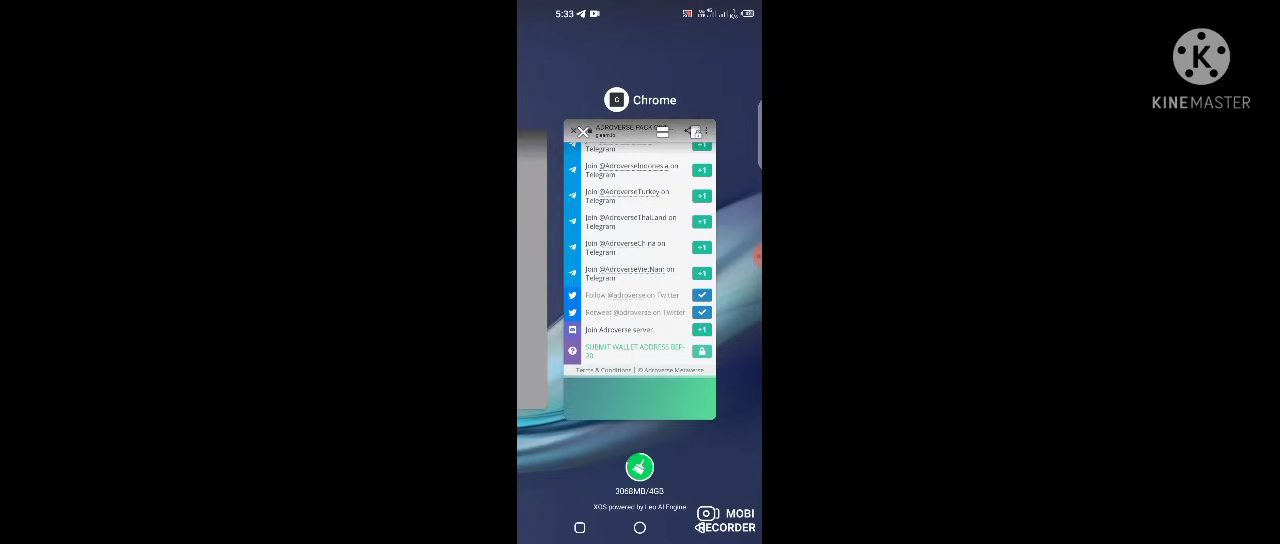 5:33
K
KINEMASTER
Chrome
ADROVERSE PACK
gleam.io
Telegram
+1
Join @AdroverseIndonesia on
Telegram
+1
Join @AdroverseTurkey on
Telegram
+1
Join @AdroverseThaiLand on
Telegram
+1
Join @AdroverseChina on
Telegram
+1
Join @AdroverseVietNam on
Telegram
+1
Follow @adroverse on Twitter
Retweet @adroverse on Twitter
Join Adroverse server
+1
SUBMIT WALLET ADDRESS BEP-
20
Terms & Conditions | © Adroverse Metaverse
3068MB/4GB
XOS powered by Leo AI Engine
MOBI
RECORDER